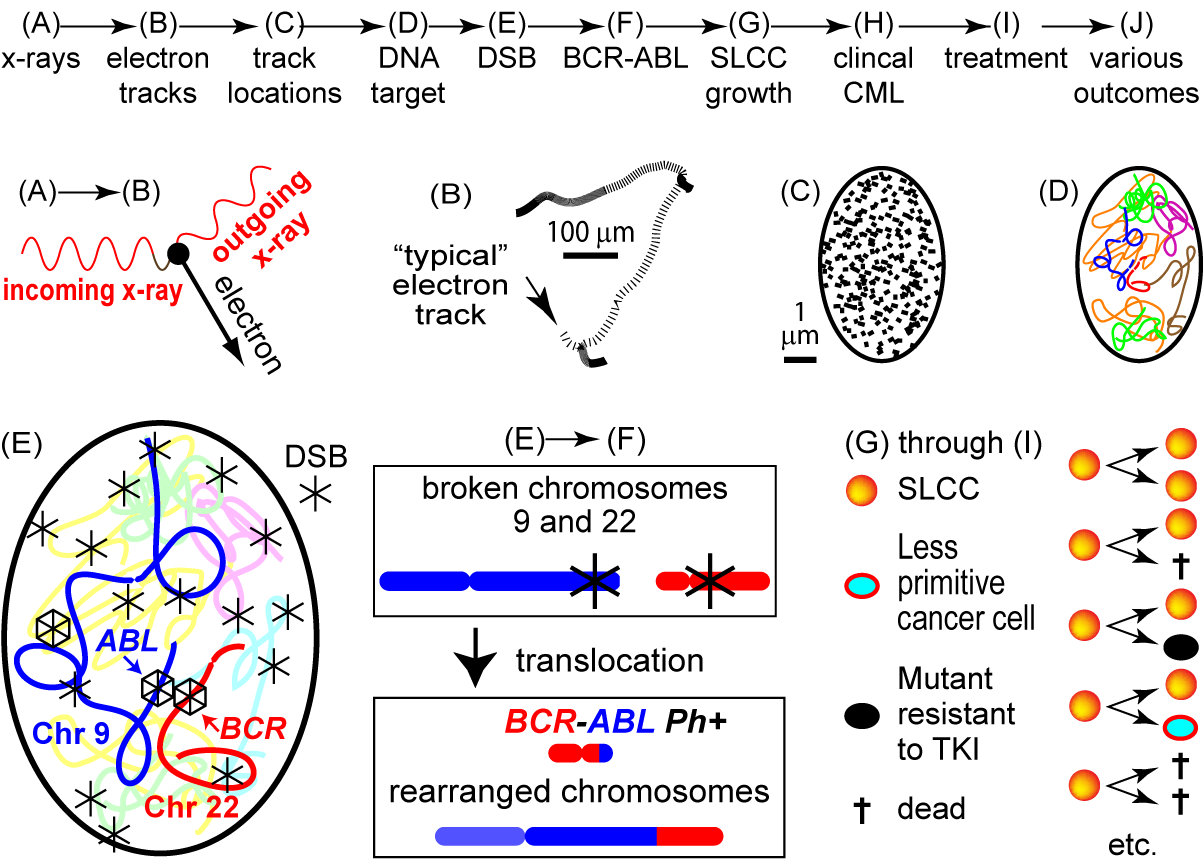 (A) (B) (C) (D) (E) (F) (G) (H) (I) (J)
x-rays electron track DNA DSB BCR-ABL SLCC clincal treatment various
tracks locations target growth CML outcomes
(A) (B)
incoming x-ray
outgoing
x-ray
electron
(B)
100 µm
“typical”
electron
track
(C)
1
µm
(D)
(E)
DSB
ABL
BCR
Chr 9
Chr 22
(E) (F)
broken chromosomes
9 and 22
translocation
BCR-ABL Ph+
rearranged chromosomes
(G) through (I)
SLCC
Less
primitive
cancer cell
Mutant
resistant
to TKI
dead
etc.